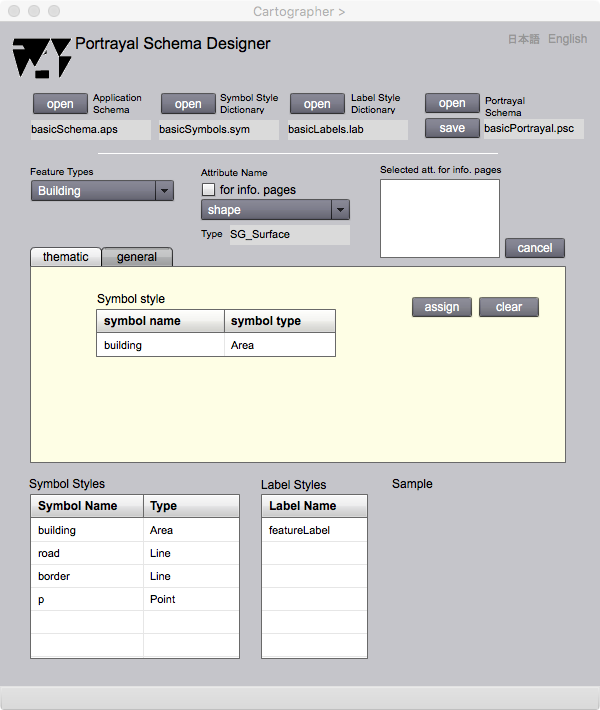 Cartographer >
日本語 English
Portrayal Schema Designer
open Application Schema
open Symbol Style Dictionary
open Label Style Dictionary
open Portrayal Schema
basicSchema.aps basicSymbols.sym basicLabels.lab save basicPortrayal.psc
Feature Types Attribute Name Selected att. for info. pages
for info. pages
Building shape
Type SG_Surface
cancel
thematic general
Symbol style assign clear
symbol name symbol type
building Area
Symbol Styles Label Styles Sample
Symbol Name Type Label Name
building Area featureLabel
road Line
border Line
p Point